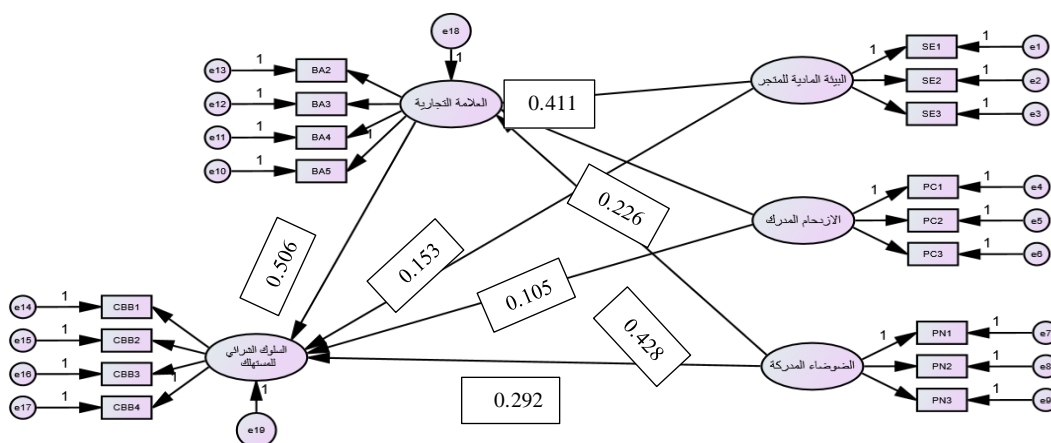 e18
1
e13
1
BA2
e12
1
BA3
e11
1
BA4
1
e10
1
BA5
العلامة التجارية
0.411
البيئة المادية للمتجر
1
SE1
1
e1
SE2
1
e2
SE3
1
e3
0.226
الازدحام المدرك
1
PC1
1
e4
PC2
1
e5
PC3
1
e6
0.506
0.153
0.105
0.428
e14
1
CBB1
e15
1
CBB2
e16
1
CBB3
1
e17
1
CBB4
السلوك الشرائي
للمستهلك
1
e19
0.292
الضوضاء المدركة
1
PN1
1
e7
PN2
1
e8
PN3
1
e9